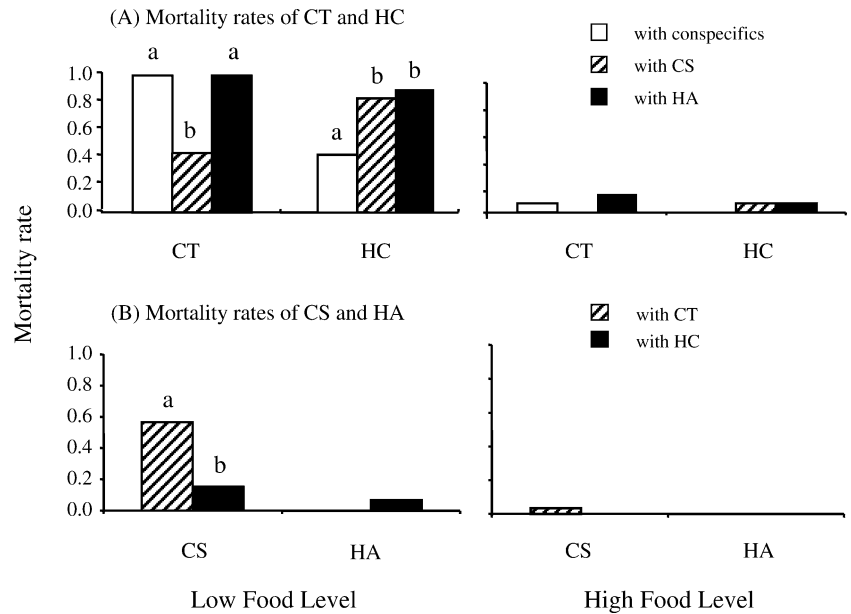 (A) Mortality rates of CT and HC
a
a
b
b
a
b
1.0
0.8
0.6
0.4
0.2
0.0
CT
HC
with conspecifics
with CS
with HA
CT
HC
Mortality rate
(B) Mortality rates of CS and HA
1.0
0.8
0.6
0.4
0.2
0.0
a
b
CS
HA
with CT
with HC
CS
HA
Low Food Level
High Food Level